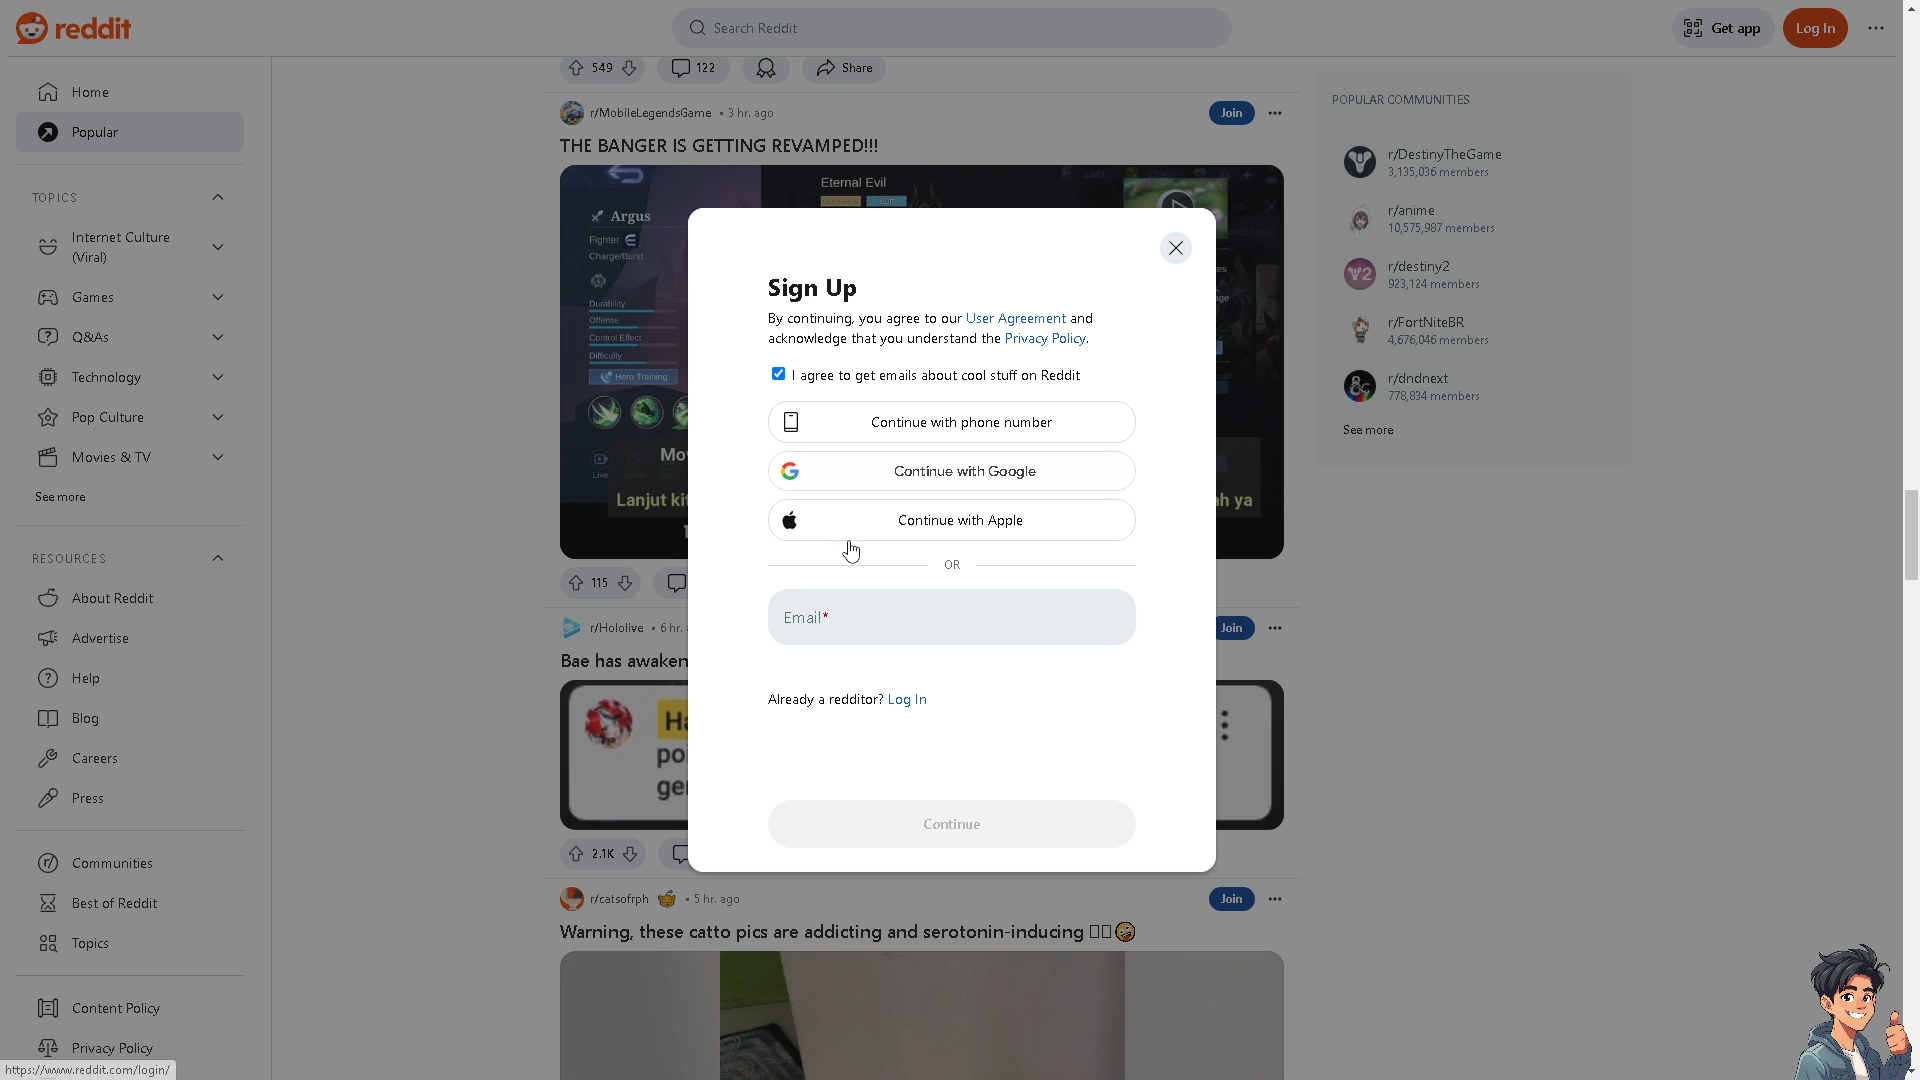 reddit
Search Reddit
Get app
Log In
Home
Popular
TOPICS
Internet Culture
(Viral)
Games
Q&As
Technology
Pop Culture
Movies & TV
See more
RESOURCES
About Reddit
Advertise
Help
Blog
Careers
Press
Communities
Best of Reddit
Topics
Content Policy
Privacy Policy
https://www.reddit.com/login/
549
122
Share
r/MobileLegendsGame • 3 hr. ago
Join
THE BANGER IS GETTING REVAMPED!!!
Eternal Evil
Argus
Fighter
Charge/Burst
Durability
Offense
Control Effect
Difficulty
Hero Training
Live
Lanjut
ya
115
Sign Up
By continuing, you agree to our User Agreement and
acknowledge that you understand the Privacy Policy.
I agree to get emails about cool stuff on Reddit
Continue with phone number
Continue with Google
Continue with Apple
OR
Email*
Already a redditor? Log In
Continue
r/Hololive • 6 hr.
Join
Bae has awaken
2.1K
r/catsofrph • 5 hr. ago
Join
Warning, these catto pics are addicting and serotonin-inducing
POPULAR COMMUNITIES
r/DestinyTheGame
3,135,036 members
r/anime
10,575,987 members
r/destiny2
923,124 members
r/FortNiteBR
4,676,046 members
r/dndnext
778,834 members
See more